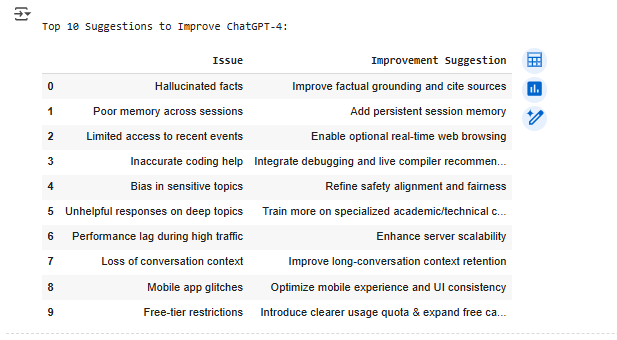 Top 10 Suggestions to Improve ChatGPT-4:
Issue Improvement Suggestion
0 Hallucinated facts Improve factual grounding and cite sources
1 Poor memory across sessions Add persistent session memory
2 Limited access to recent events Enable optional real-time web browsing
3 Inaccurate coding help Integrate debugging and live compiler recommen...
4 Bias in sensitive topics Refine safety alignment and fairness
5 Unhelpful responses on deep topics Train more on specialized academic/technical c...
6 Performance lag during high traffic Enhance server scalability
7 Loss of conversation context Improve long-conversation context retention
8 Mobile app glitches Optimize mobile experience and UI consistency
9 Free-tier restrictions Introduce clearer usage quota & expand free ca...